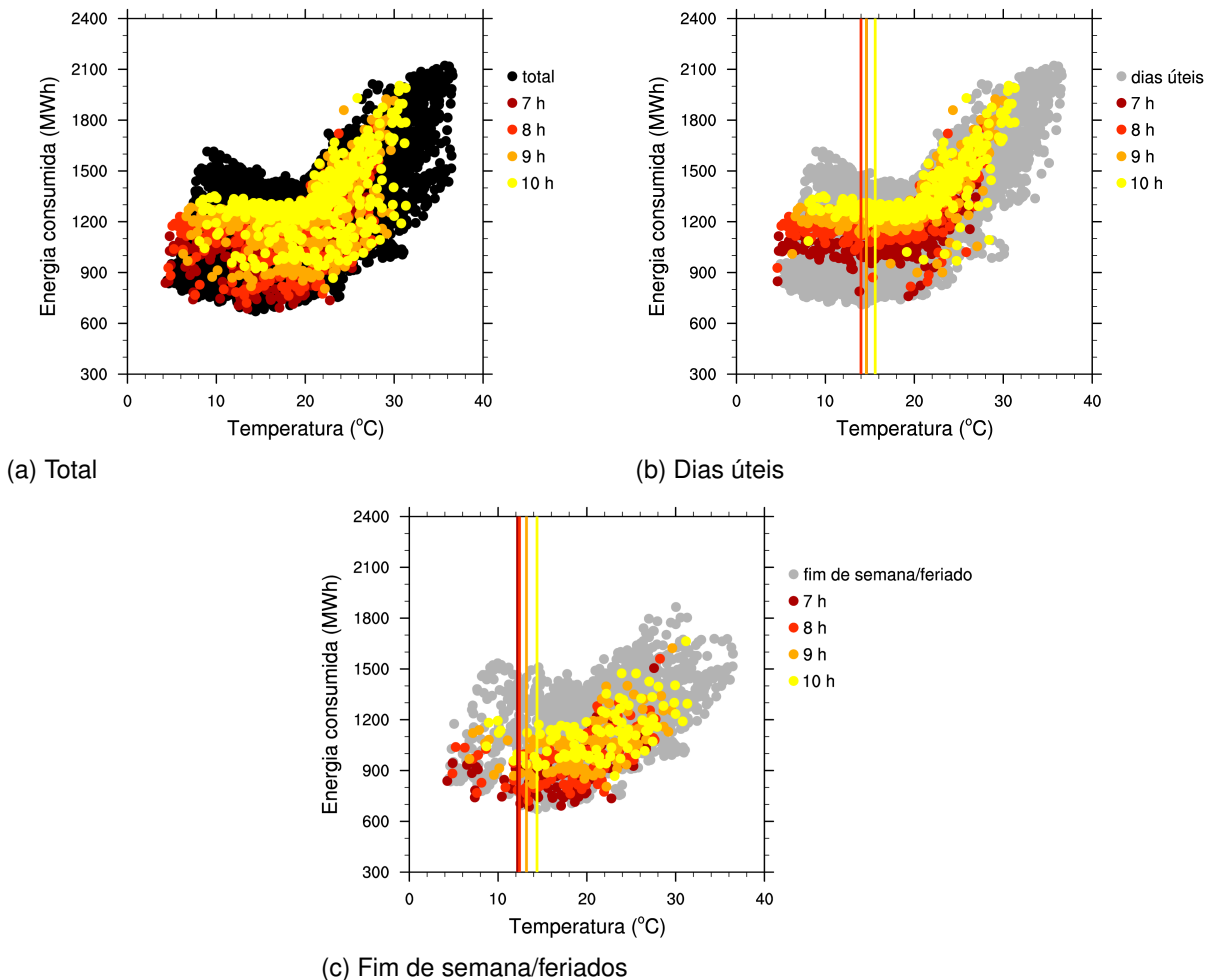 2400
2100
1800
1500
1200
900
600
300
Energia consumida (MWh)
0 10 20 30 40
Temperatura (°C)
total
7 h
8 h
9 h
10 h
(a) Total
2400
2100
1800
1500
1200
900
600
300
Energia consumida (MWh)
0 10 20 30 40
Temperatura (°C)
dias úteis
7 h
8 h
9 h
10 h
(b) Dias úteis
2400
2100
1800
1500
1200
900
600
300
Energia consumida (MWh)
0 10 20 30 40
Temperatura (°C)
fim de semana/feriado
7 h
8 h
9 h
10 h
(c) Fim de semana/feriados